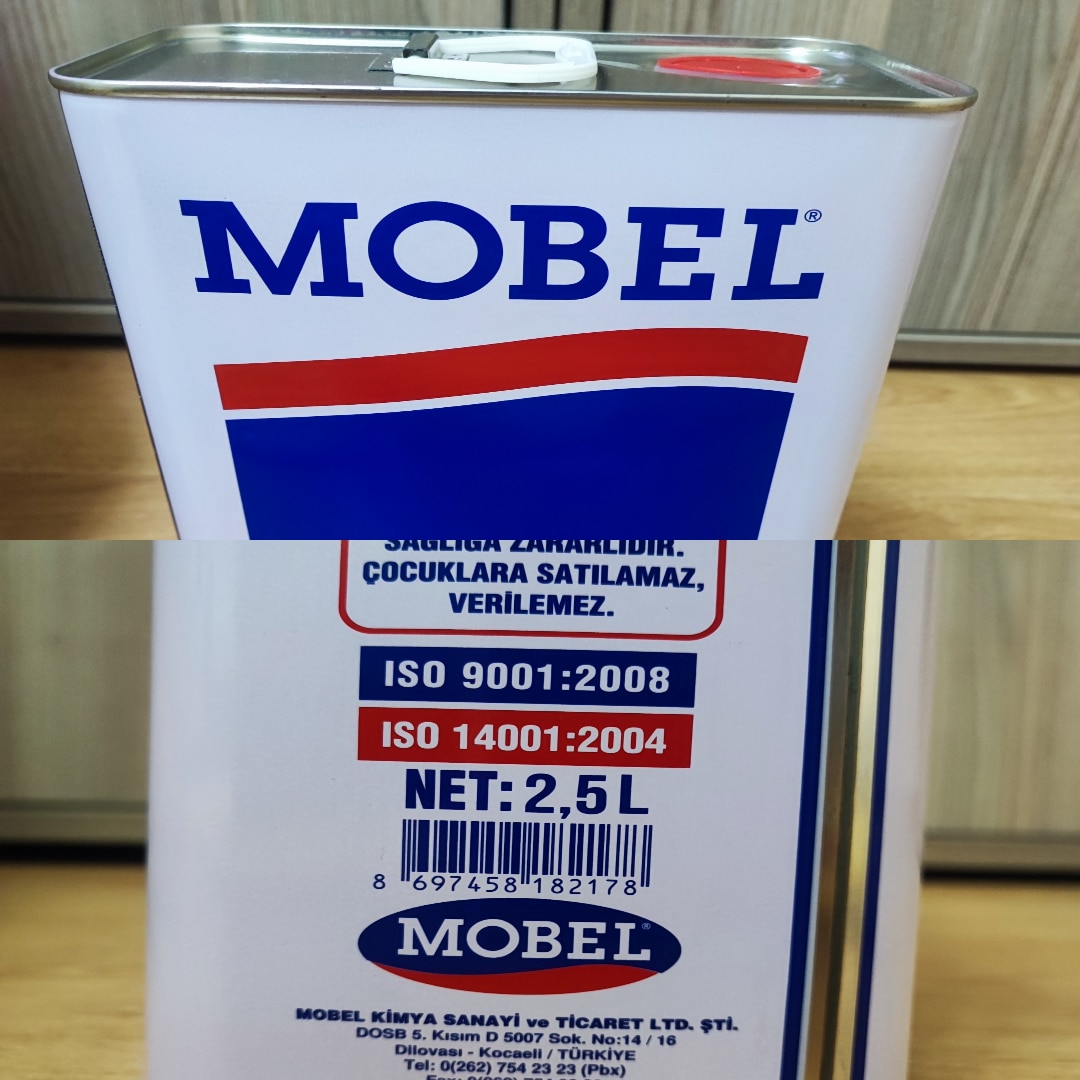 MOBEL®
SAĞLIĞA ZARARLIDIR.
ÇOCUKLARA SATILAMAZ,
VERİLEMEZ.
ISO 9001:2008
ISO 14001:2004
NET: 2,5 L
8 697458 182178
MOBEL®
MOBEL KİMYA SANAYİ ve TİCARET LTD. ŞTİ.
DOSB 5. Kısım D 5007 Sok. No:14 / 16
Dilovası - Kocaeli / TÜRKİYE
Tel: 0(262) 754 23 23 (Pbx)